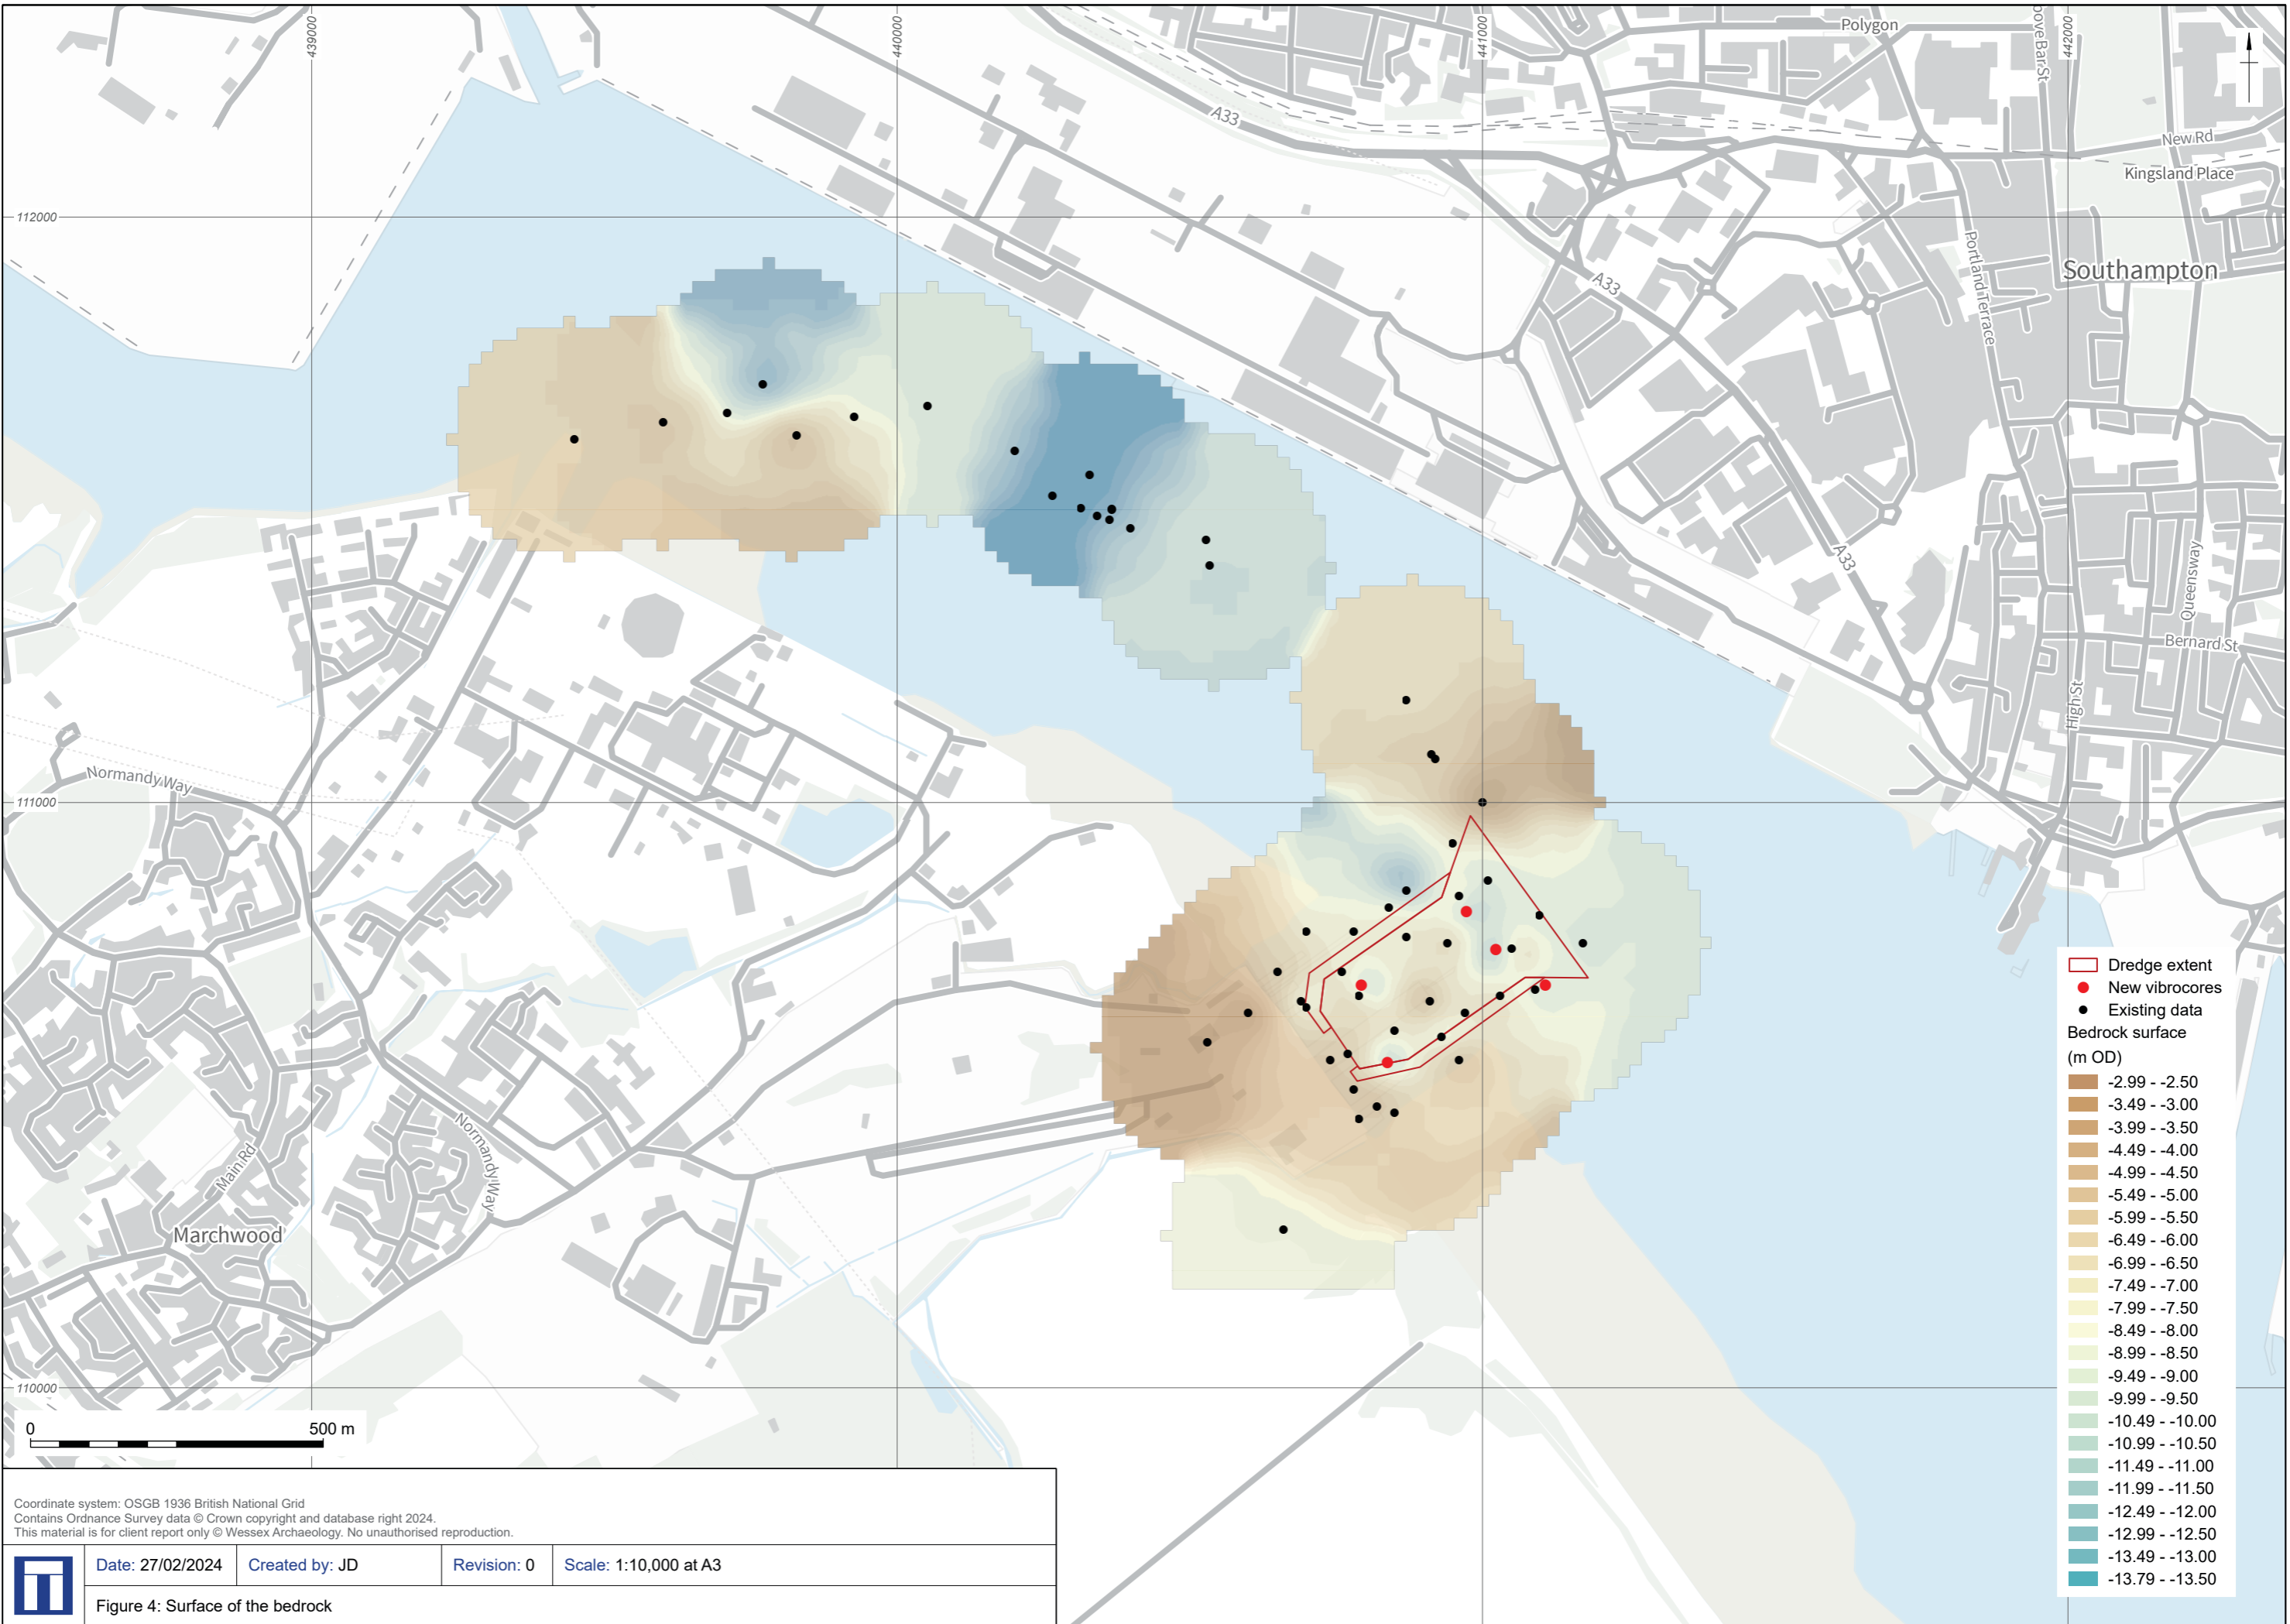 439000
440000
441000
442000
Polygon
ove Bar St
A33
New Rd
Kingsland Place
112000
Portland Terrace
Southampton
A33
A33
Queensway
Bernard St
High St
Normandy Way
111000
Normandy Way
Main Rd
Marchwood
110000
Dredge extent
New vibrocores
Existing data
Bedrock surface
(m OD)
-2.99 - -2.50
-3.49 - -3.00
-3.99 - -3.50
-4.49 - -4.00
-4.99 - -4.50
-5.49 - -5.00
-5.99 - -5.50
-6.49 - -6.00
-6.99 - -6.50
-7.49 - -7.00
-7.99 - -7.50
-8.49 - -8.00
-8.99 - -8.50
-9.49 - -9.00
-9.99 - -9.50
-10.49 - -10.00
-10.99 - -10.50
-11.49 - -11.00
-11.99 - -11.50
-12.49 - -12.00
-12.99 - -12.50
-13.49 - -13.00
-13.79 - -13.50
0 500 m
Coordinate system: OSGB 1936 British National Grid
Contains Ordnance Survey data © Crown copyright and database right 2024.
This material is for client report only © Wessex Archaeology. No unauthorised reproduction.
Date: 27/02/2024 Created by: JD Revision: 0 Scale: 1:10,000 at A3
Figure 4: Surface of the bedrock